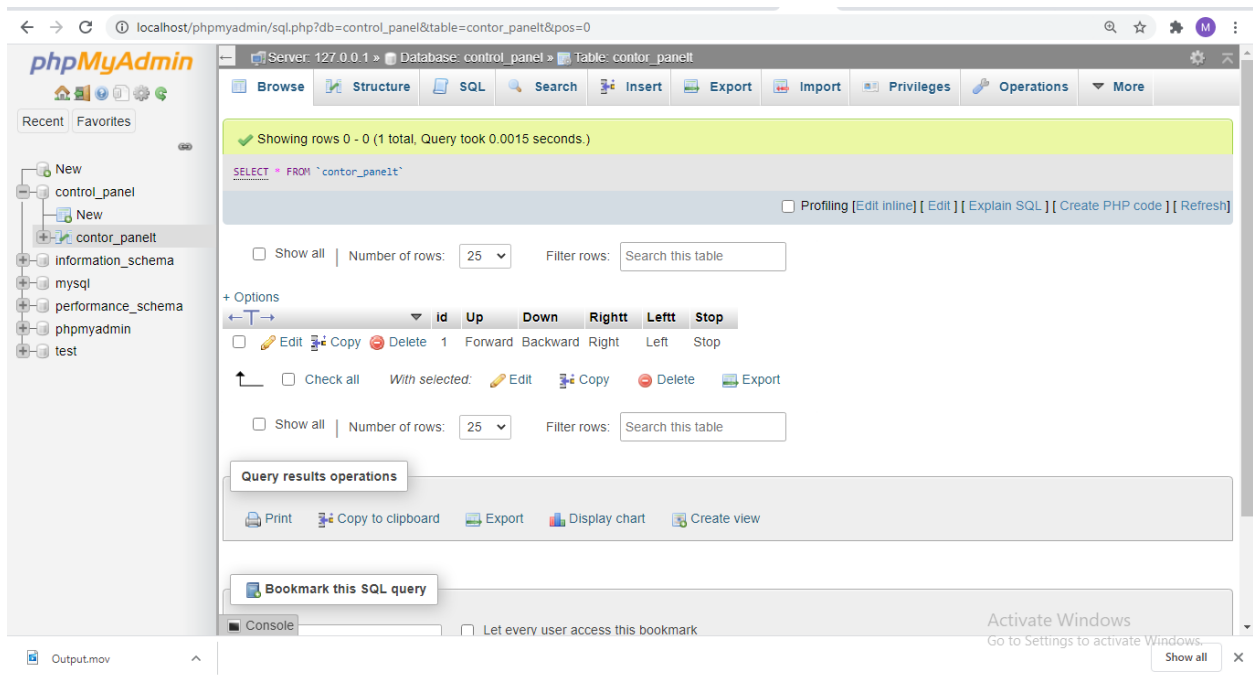 localhost/phpmyadmin/sql.php?db=control_panel&table=contor_panelt&pos=0
M
phpMyAdmin
Recent Favorites
New
control_panel
New
contor_panelt
information_schema
mysql
performance_schema
phpmyadmin
test
Server: 127.0.0.1 » Database: control_panel » Table: contor_panelt
Browse Structure SQL Search Insert Export Import Privileges Operations More
Showing rows 0 - 0 (1 total, Query took 0.0015 seconds.)
SELECT * FROM `contor_panelt`
Profiling [Edit inline] [ Edit ] [ Explain SQL ] [ Create PHP code ] [ Refresh]
Show all | Number of rows: 25 Filter rows: Search this table
+ Options
←T→ id Up Down Rightt Leftt Stop
Edit Copy Delete 1 Forward Backward Right Left Stop
Check all With selected: Edit Copy Delete Export
Show all | Number of rows: 25 Filter rows: Search this table
Query results operations
Print Copy to clipboard Export Display chart Create view
Bookmark this SQL query
Console
Let every user access this bookmark
Activate Windows
Go to Settings to activate Windows.
Output.mov
Show all